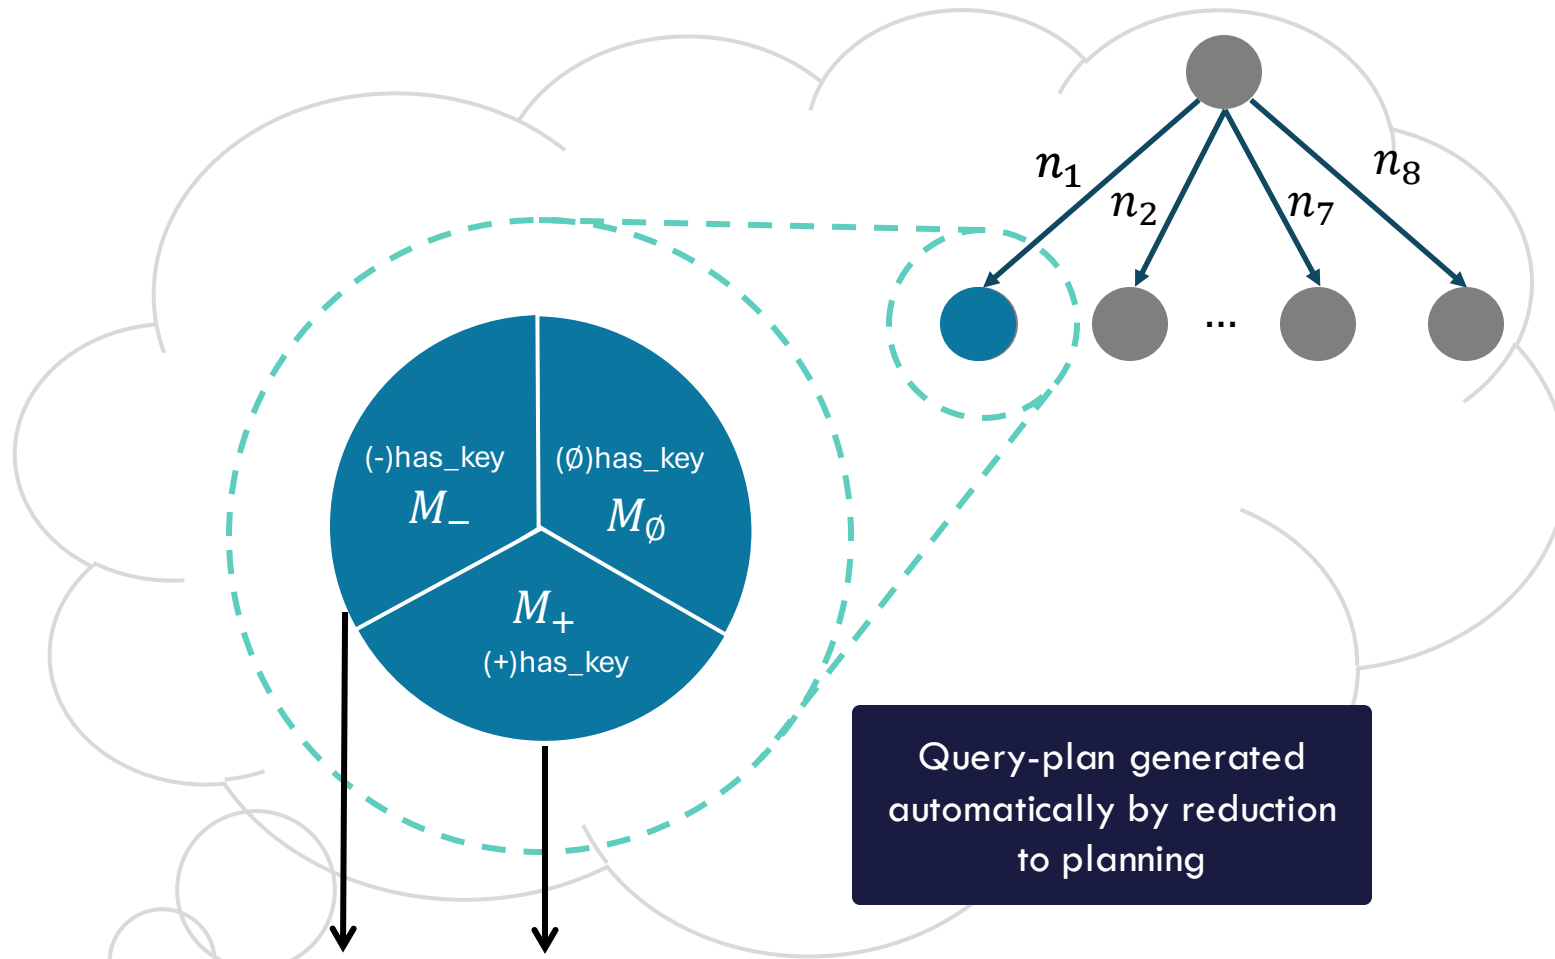 n₁
n₂
n₇
n₈
...
(-)has_key
M₋
(∅)has_key
M∅
M₊
(+)has_key
Query-plan generated
automatically by reduction
to planning